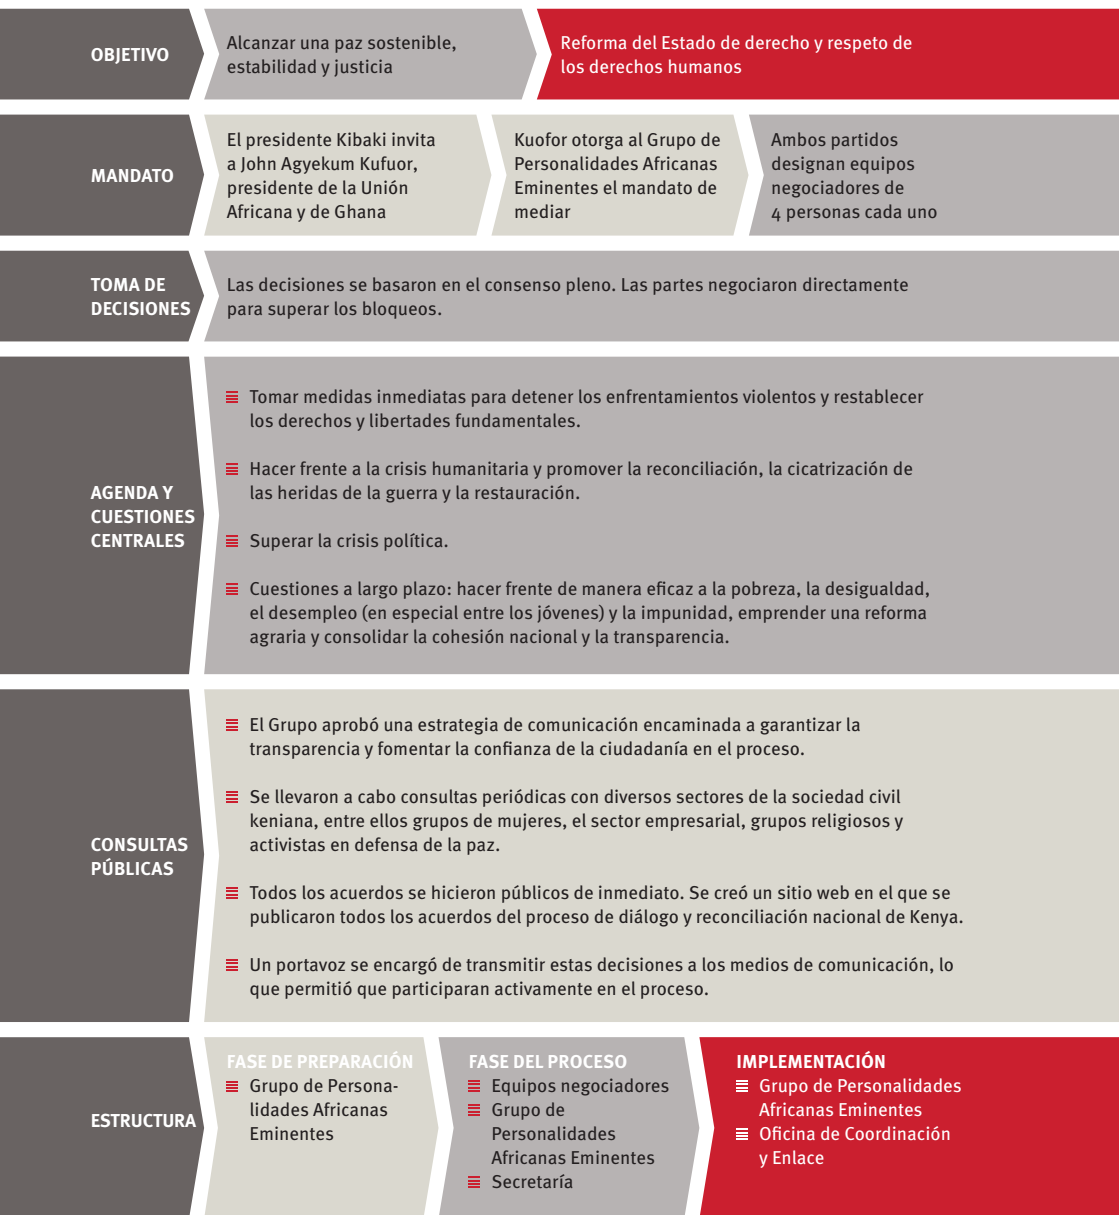 OBJETIVO
Alcanzar una paz sostenible,
estabilidad y justicia
Reforma del Estado de derecho y respeto de
los derechos humanos
MANDATO
El presidente Kibaki invita
a John Agyekum Kufuor,
presidente de la Unión
Africana y de Ghana
Kuofor otorga al Grupo de
Personalidades Africanas
Eminentes el mandato de
mediar
Ambos partidos
designan equipos
negociadores de
4 personas cada uno
TOMA DE
DECISIONES
Las decisiones se basaron en el consenso pleno. Las partes negociaron directamente
para superar los bloqueos.
AGENDA Y
CUESTIONES
CENTRALES
Tomar medidas inmediatas para detener los enfrentamientos violentos y restablecer
los derechos y libertades fundamentales.
Hacer frente a la crisis humanitaria y promover la reconciliación, la cicatrización de
las heridas de la guerra y la restauración.
Superar la crisis política.
Cuestiones a largo plazo: hacer frente de manera eficaz a la pobreza, la desigualdad,
el desempleo (en especial entre los jóvenes) y la impunidad, emprender una reforma
agraria y consolidar la cohesión nacional y la transparencia.
CONSULTAS
PÚBLICAS
El Grupo aprobó una estrategia de comunicación encaminada a garantizar la
transparencia y fomentar la confianza de la ciudadanía en el proceso.
Se llevaron a cabo consultas periódicas con diversos sectores de la sociedad civil
keniana, entre ellos grupos de mujeres, el sector empresarial, grupos religiosos y
activistas en defensa de la paz.
Todos los acuerdos se hicieron públicos de inmediato. Se creó un sitio web en el que se
publicaron todos los acuerdos del proceso de diálogo y reconciliación nacional de Kenya.
Un portavoz se encargó de transmitir estas decisiones a los medios de comunicación, lo
que permitió que participaran activamente en el proceso.
ESTRUCTURA
FASE DE PREPARACIÓN
Grupo de Persona-
lidades Africanas
Eminentes
FASE DEL PROCESO
Equipos negociadores
Grupo de
Personalidades
Africanas Eminentes
Secretaría
IMPLEMENTACIÓN
Grupo de Personalidades
Africanas Eminentes
Oficina de Coordinación
y Enlace